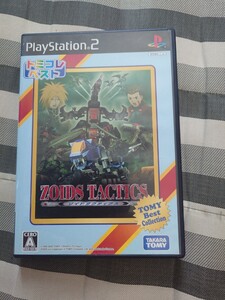 PlayStation 2
トミコレ
ベスト
ZOIDS TACTICS
TOMY
Best
Collection
CERO
A
TAKARA
TOMY